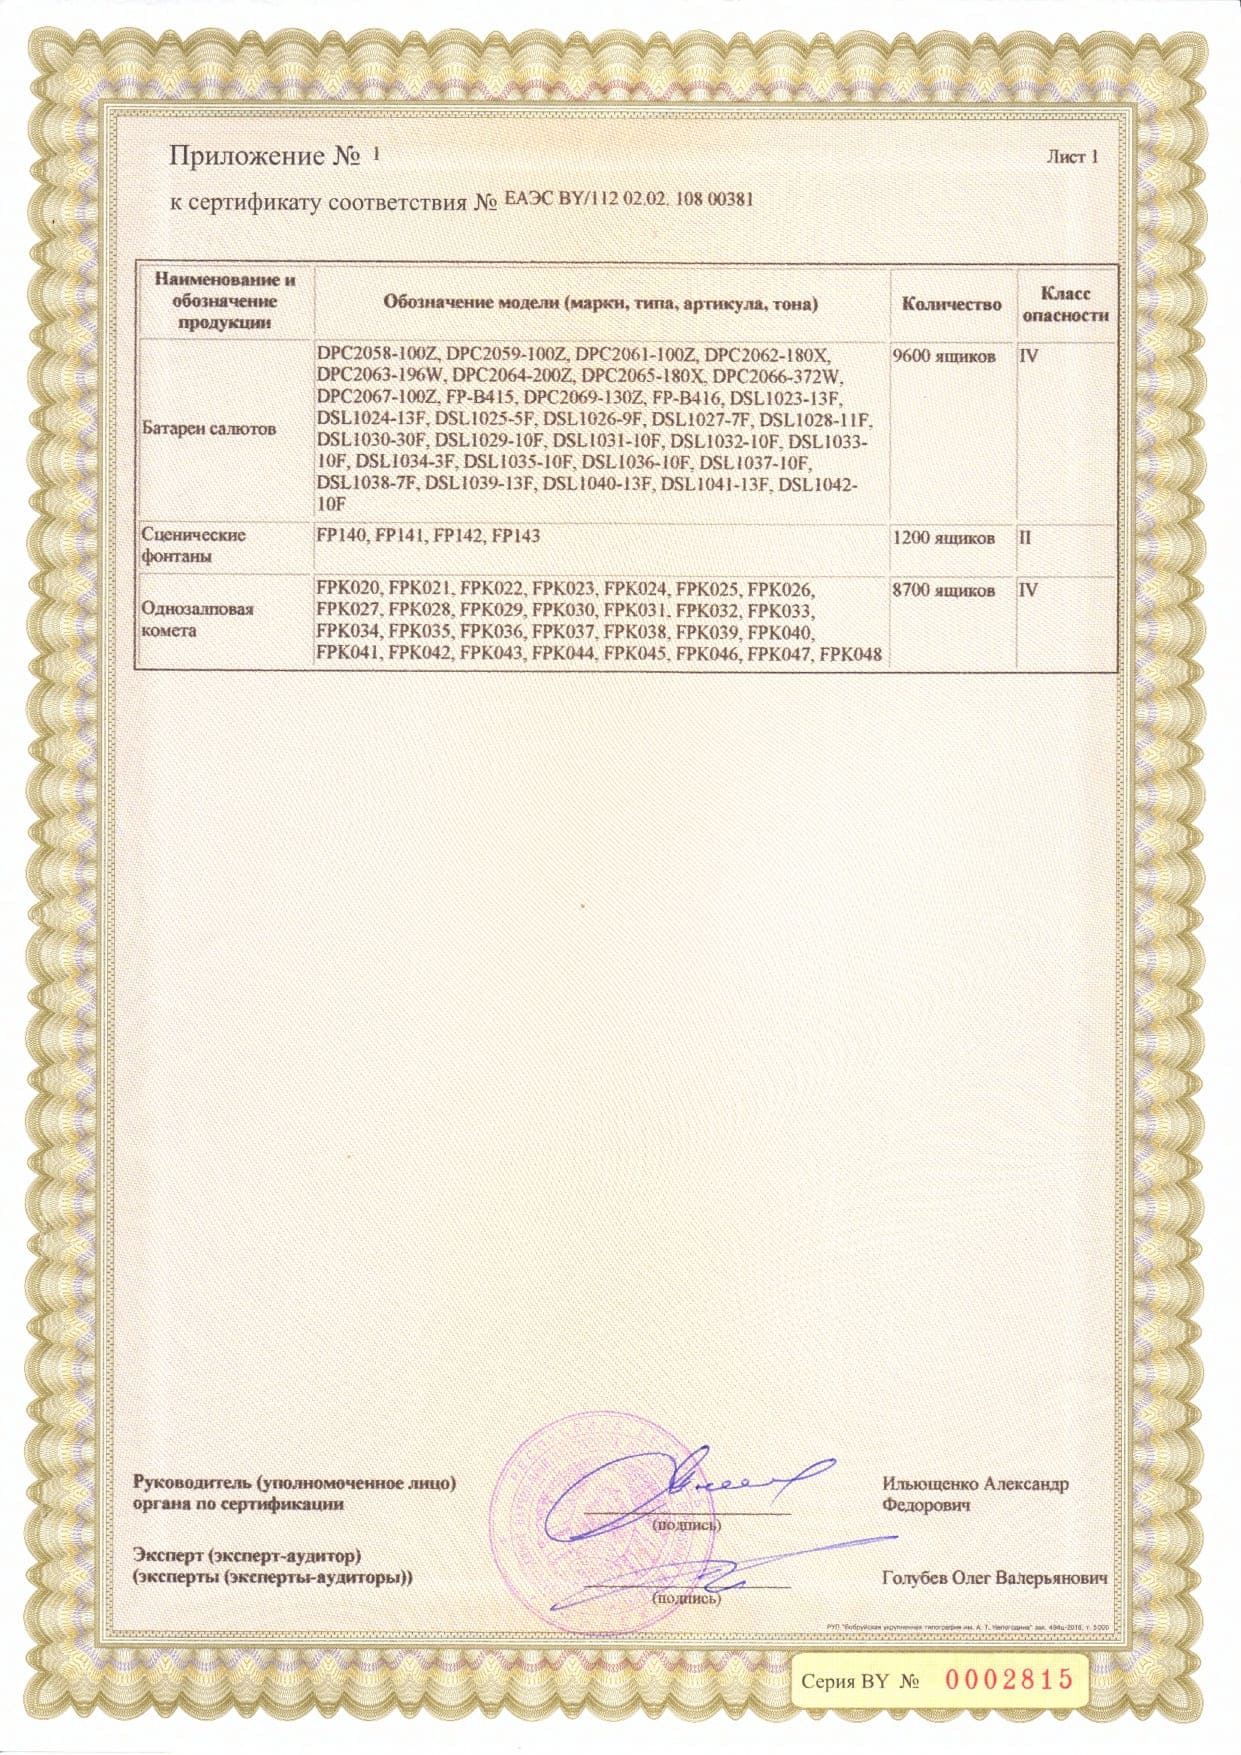 Приложение № 1
Лист 1
к сертификату соответствия № ЕАЭС BY/112 02.02. 108 00381
Наименование и
обозначение
продукции
Обозначение модели (марки, типа, артикула, тона)
Количество
Класс
опасности
Батареи салютов
DPC2058-100Z, DPC2059-100Z, DPC2061-100Z, DPC2062-180X,
DPC2063-196W, DPC2064-200Z, DPC2065-180X, DPC2066-372W,
DPC2067-100Z, FP-B415, DPC2069-130Z, FP-B416, DSL1023-13F,
DSL1024-13F, DSL1025-5F, DSL1026-9F, DSL1027-7F, DSL1028-11F,
DSL1030-30F, DSL1029-10F, DSL1031-10F, DSL1032-10F, DSL1033-
10F, DSL1034-3F, DSL1035-10F, DSL1036-10F, DSL1037-10F,
DSL1038-7F, DSL1039-13F, DSL1040-13F, DSL1041-13F, DSL1042-
10F
9600 ящиков
IV
Сценические
фонтаны
FP140, FP141, FP142, FP143
1200 ящиков
II
Однозалповая
комета
FPK020, FPK021, FPK022, FPK023, FPK024, FPK025, FPK026,
FPK027, FPK028, FPK029, FPK030, FPK031, FPK032, FPK033,
FPK034, FPK035, FPK036, FPK037, FPK038, FPK039, FPK040,
FPK041, FPK042, FPK043, FPK044, FPK045, FPK046, FPK047, FPK048
8700 ящиков
IV
Руководитель (уполномоченное лицо)
органа по сертификации
(подпись)
Ильющенко Александр
Федорович
Эксперт (эксперт-аудитор)
(эксперты (эксперты-аудиторы))
(подпись)
Голубев Олег Валерьянович
РУП "Бобруйская укрупненная типография им. А. Т. Непогодина" зак. 494ц-2016, т. 5000
Серия BY № 0002815